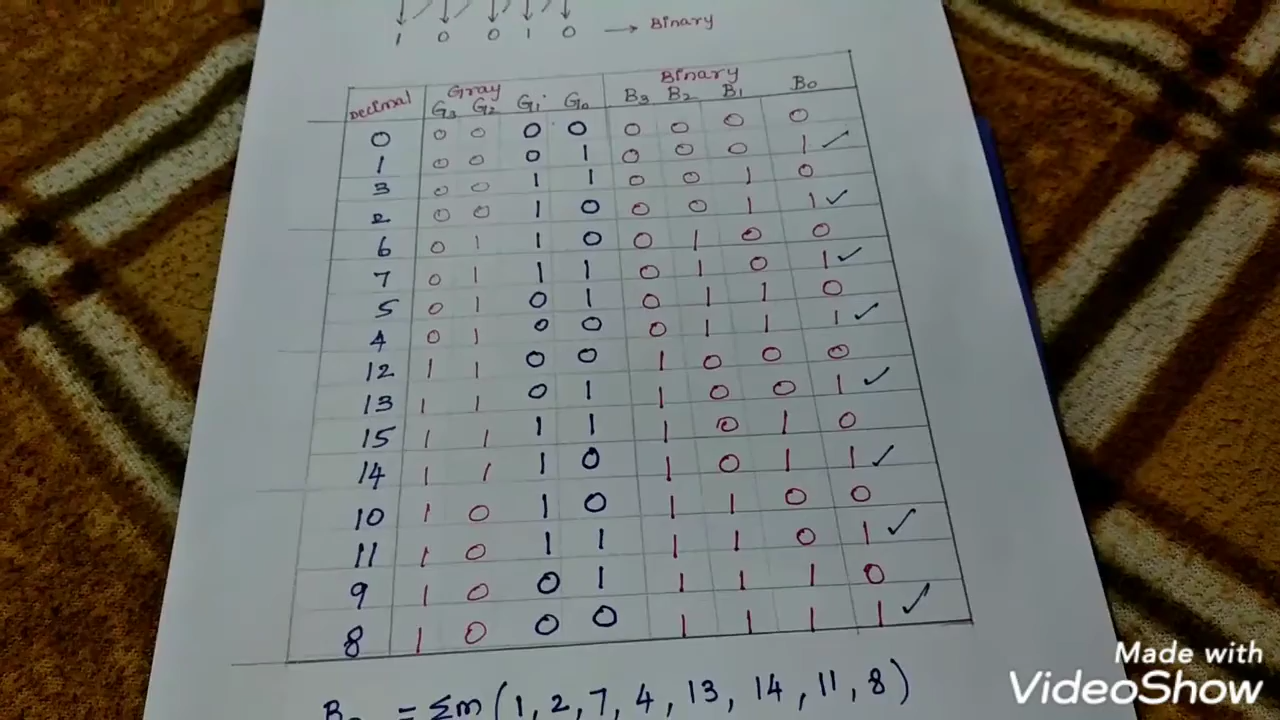 1 0 0 1 0 → Binary
Decimal Gray Binary
G3 G2 G1 G0 B3 B2 B1 B0
0 0 0 0 0 0 0 0 0
1 0 0 0 1 0 0 0 1 ✓
3 0 0 1 1 0 0 1 0
2 0 0 1 0 0 0 1 1 ✓
6 0 1 1 0 0 1 0 0
7 0 1 1 1 0 1 0 1 ✓
5 0 1 0 1 0 1 1 0
4 0 1 0 0 0 1 1 1 ✓
12 1 1 0 0 1 0 0 0
13 1 1 0 1 1 0 0 1 ✓
15 1 1 1 1 1 0 1 0
14 1 1 1 0 1 0 1 1 ✓
10 1 0 1 0 1 1 0 0
11 1 0 1 1 1 1 0 1 ✓
9 1 0 0 1 1 1 1 0
8 1 0 0 0 1 1 1 1 ✓
B0 = Σm (1, 2, 7, 4, 13, 14, 11, 8)
Made with
VideoShow